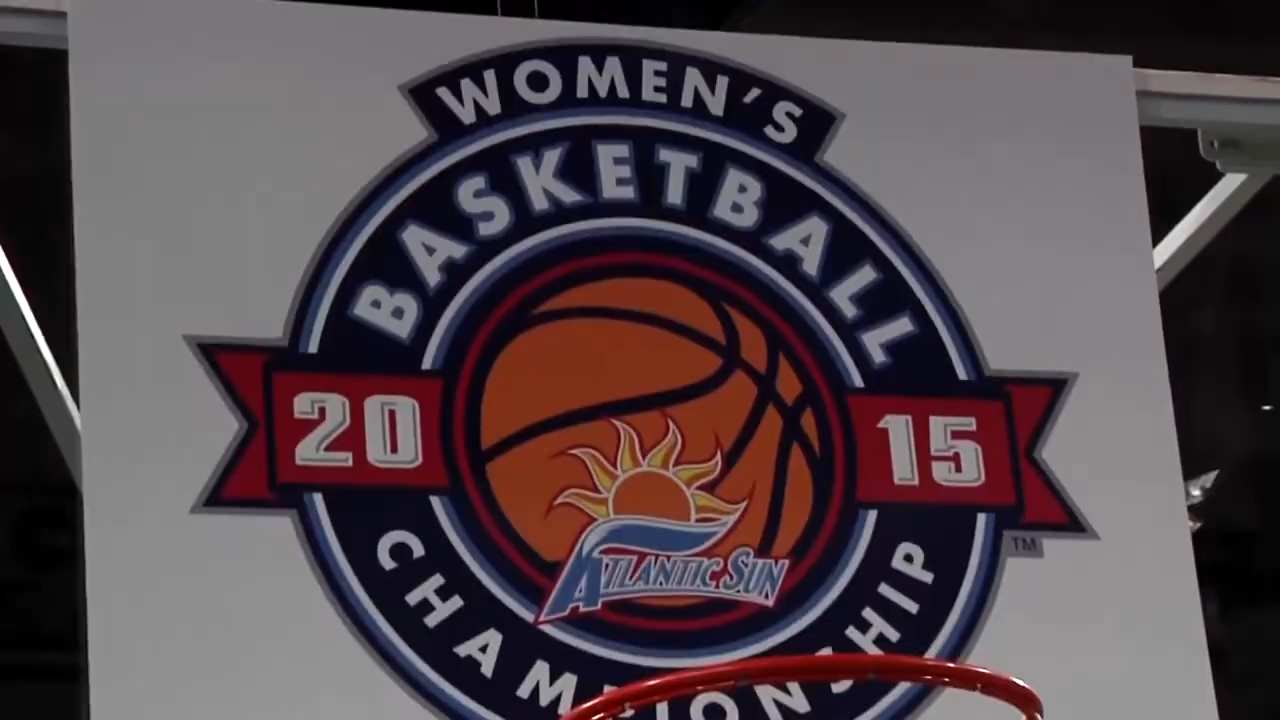 WOMEN'S
BASKETBALL
20 15
ATLANTIC SUN
CHAMPIONSHIP
TM